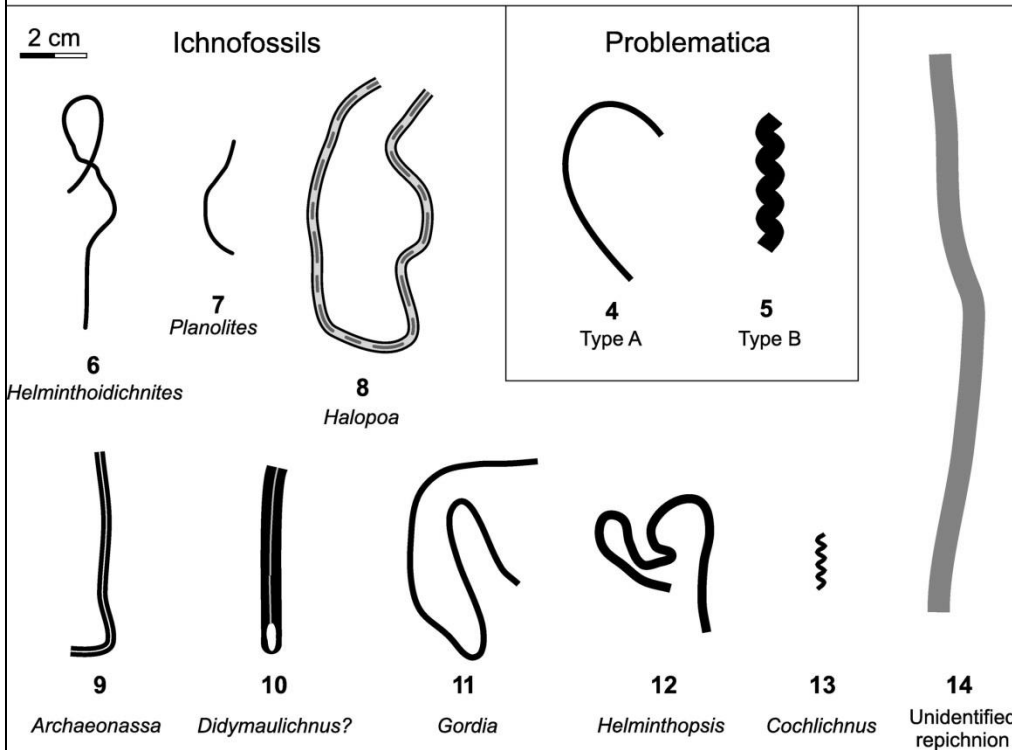 2 cm
Ichnofossils
Problematica
4
Type A
5
Type B
6
Helminthoidichnites
7
Planolites
8
Halopoa
9
Archaeonassa
10
Didymaulichnus?
11
Gordia
12
Helminthopsis
13
Cochlichnus
14
Unidentified
repichnion